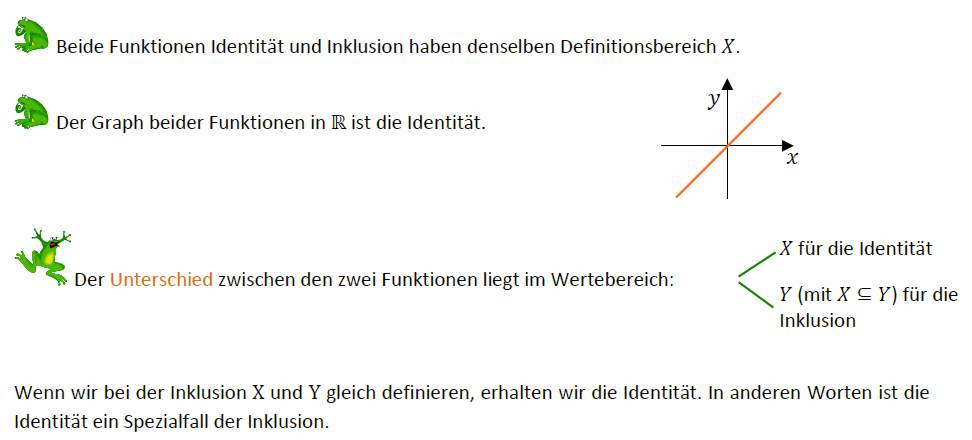 Beide Funktionen Identität und Inklusion haben denselben Definitionsbereich X.
Der Graph beider Funktionen in ℝ ist die Identität.
y
x
Der Unterschied zwischen den zwei Funktionen liegt im Wertebereich:
X für die Identität
Y (mit X ⊆ Y) für die
Inklusion
Wenn wir bei der Inklusion X und Y gleich definieren, erhalten wir die Identität. In anderen Worten ist die
Identität ein Spezialfall der Inklusion.